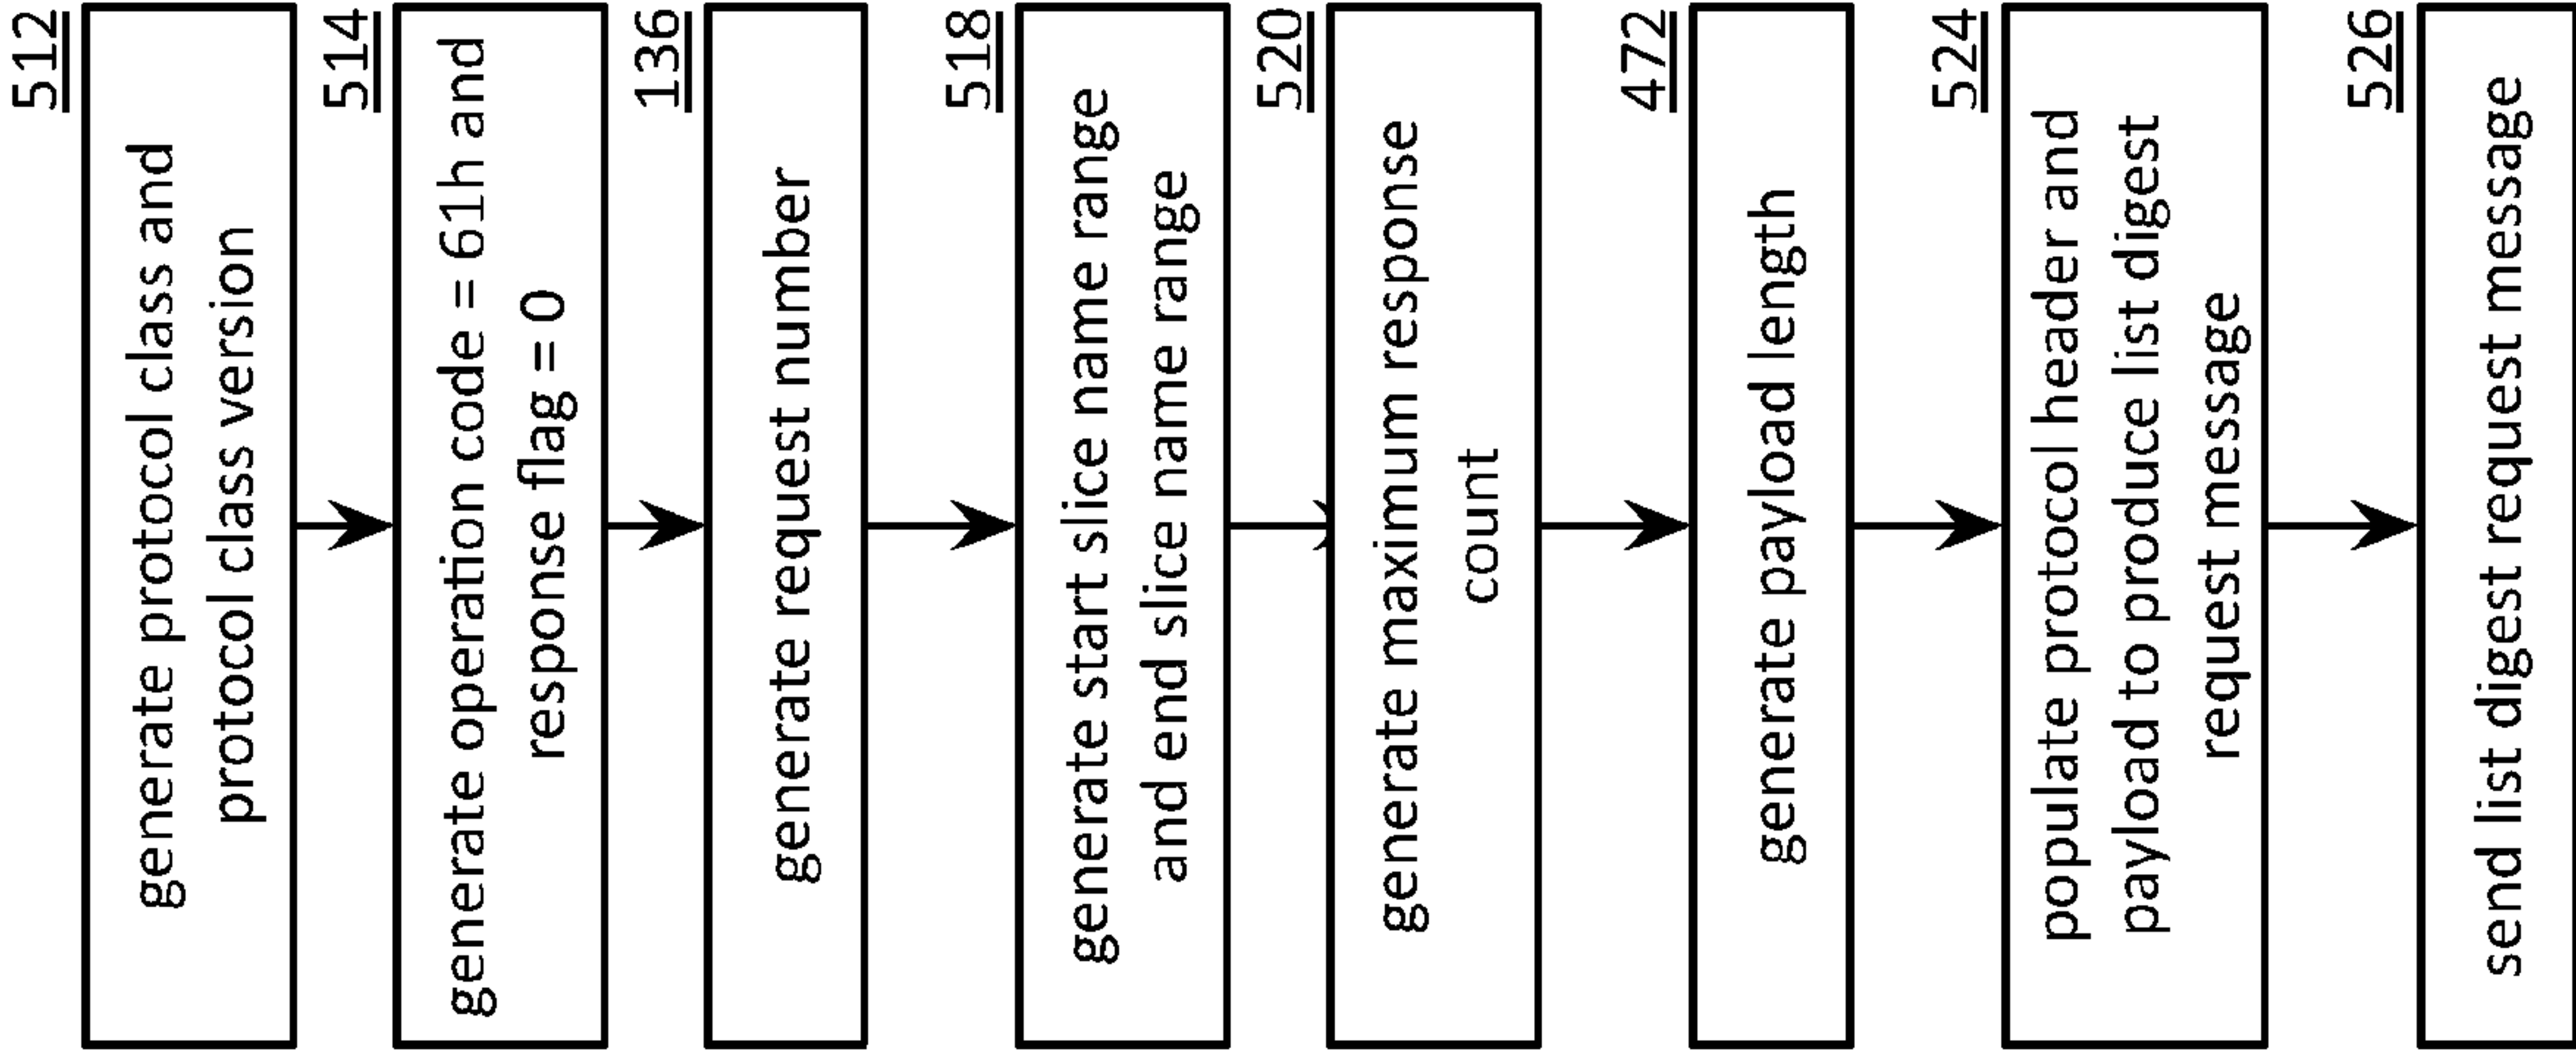 512
generate protocol class and
protocol class version
514
generate operation code = 61h and
response flag = 0
136
generate request number
518
generate start slice name range
and end slice name range
520
generate maximum response
count
472
generate payload length
524
populate protocol header and
payload to produce list digest
request message
526
send list digest request message